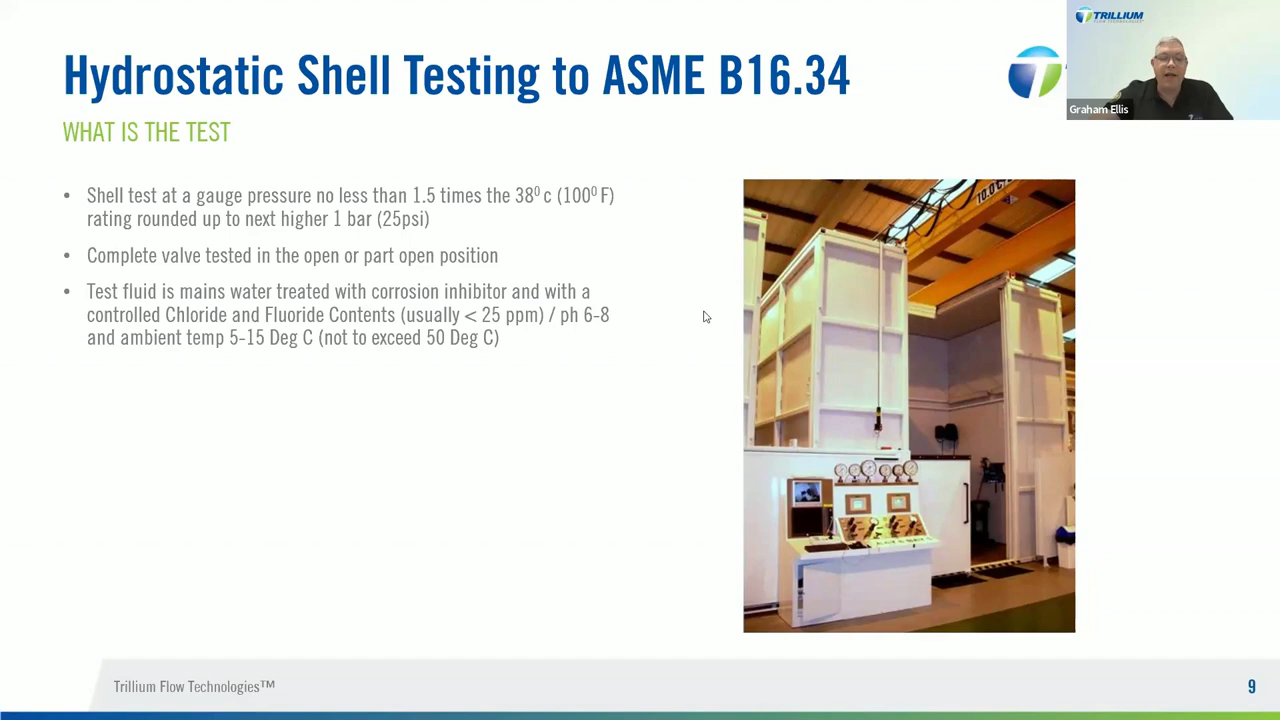 Hydrostatic Shell Testing to ASME B16.34
TRILLIUM
FLOW TECHNOLOGIES
Graham Ellis
WHAT IS THE TEST
• Shell test at a gauge pressure no less than 1.5 times the 38⁰ c (100⁰ F)
rating rounded up to next higher 1 bar (25psi)
• Complete valve tested in the open or part open position
• Test fluid is mains water treated with corrosion inhibitor and with a
controlled Chloride and Fluoride Contents (usually < 25 ppm) / ph 6-8
and ambient temp 5-15 Deg C (not to exceed 50 Deg C)
Trillium Flow Technologies™
9